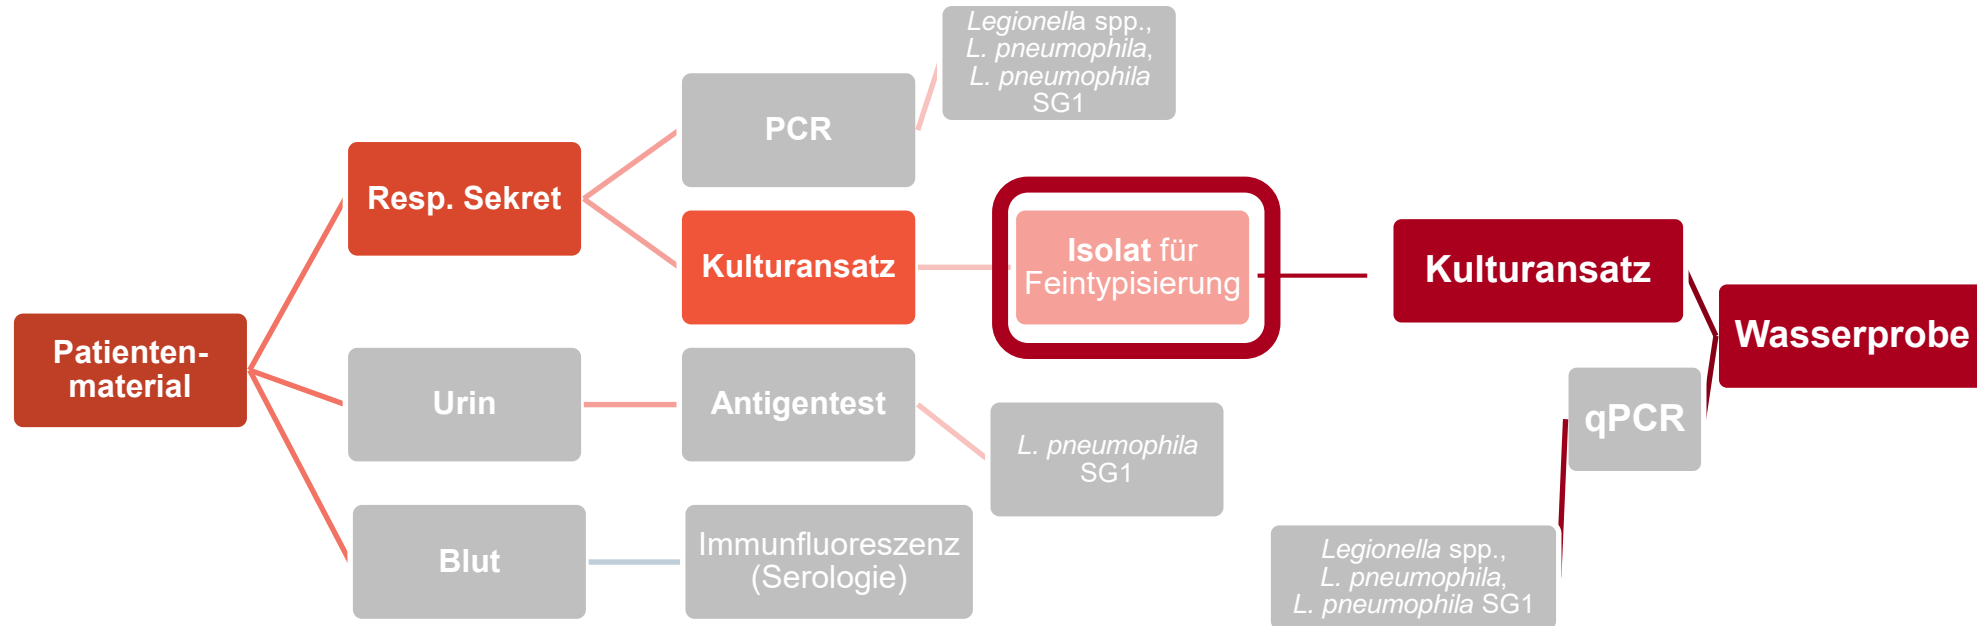 Legionella spp.,
L. pneumophila,
L. pneumophila
SG1
PCR
Resp. Sekret
Kulturansatz
Isolat für
Feintypisierung
Kulturansatz
Wasserprobe
Patienten-
material
Urin
Antigentest
L. pneumophila
SG1
qPCR
Blut
Immunfluoreszenz
(Serologie)
Legionella spp.,
L. pneumophila,
L. pneumophila SG1